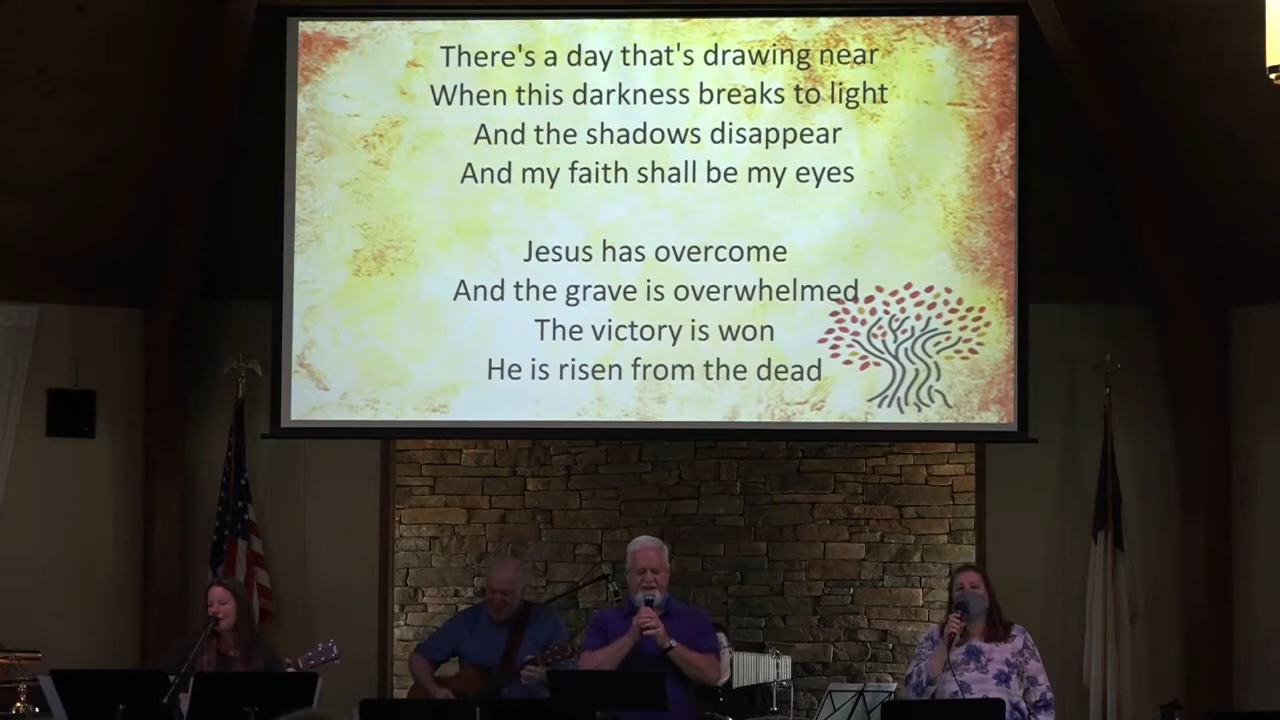 There's a day that's drawing near
When this darkness breaks to light
And the shadows disappear
And my faith shall be my eyes
Jesus has overcome
And the grave is overwhelmed
The victory is won
He is risen from the dead